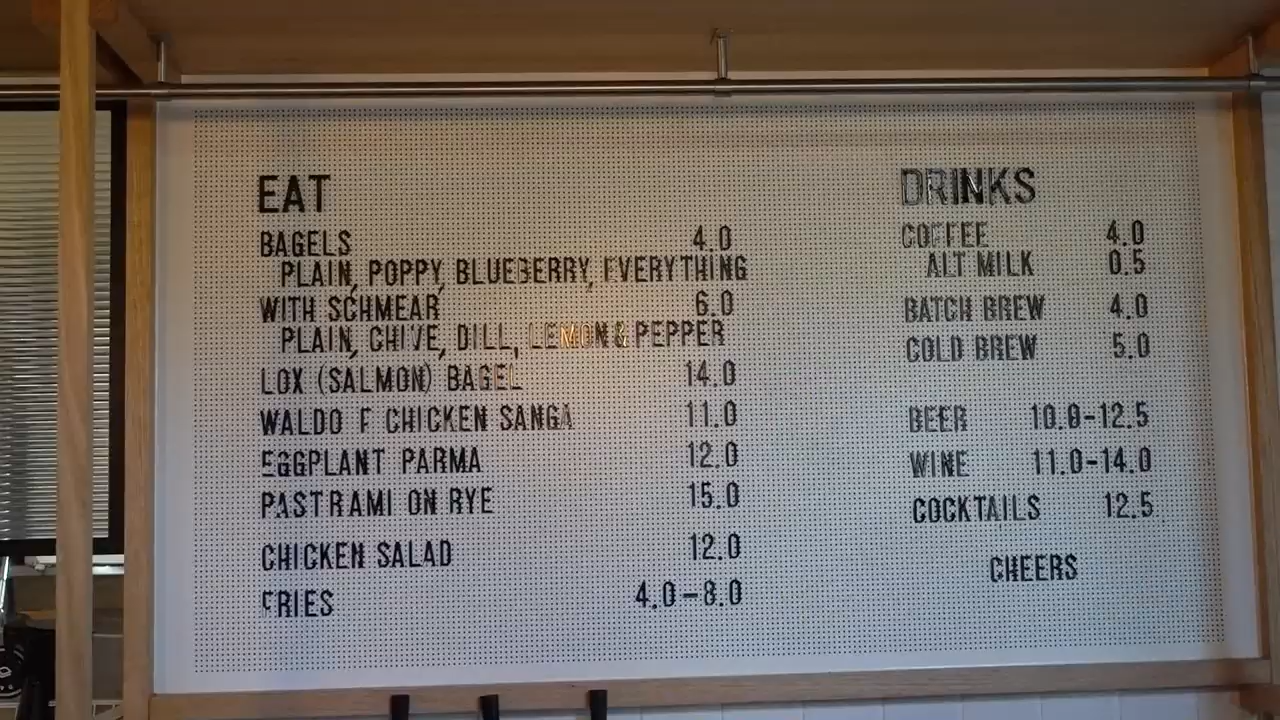 EAT
BAGELS 4.0
PLAIN, POPPY, BLUEBERRY, EVERYTHING
WITH SCHMEAR 6.0
PLAIN, CHIVE, DILL, LEMON & PEPPER
LOX (SALMON) BAGEL 14.0
WALDO F CHICKEN SANGA 11.0
EGGPLANT PARMA 12.0
PASTRAMI ON RYE 15.0
CHICKEN SALAD 12.0
FRIES 4.0-8.0
DRINKS
COFFEE 4.0
ALT MILK 0.5
BATCH BREW 4.0
COLD BREW 5.0
BEER 10.0-12.5
WINE 11.0-14.0
COCKTAILS 12.5
CHEERS